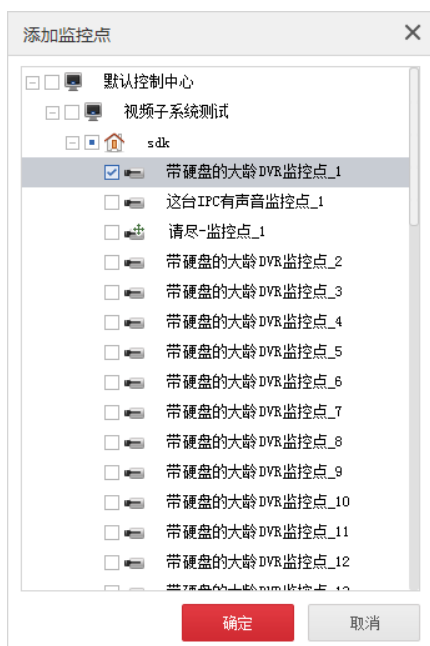 添加监控点
默认控制中心
视频子系统测试
sdk
带硬盘的大龄DVR监控点_1
这台IPC有声音监控点_1
请尽-监控点_1
带硬盘的大龄DVR监控点_2
带硬盘的大龄DVR监控点_3
带硬盘的大龄DVR监控点_4
带硬盘的大龄DVR监控点_5
带硬盘的大龄DVR监控点_6
带硬盘的大龄DVR监控点_7
带硬盘的大龄DVR监控点_8
带硬盘的大龄DVR监控点_9
带硬盘的大龄DVR监控点_10
带硬盘的大龄DVR监控点_11
带硬盘的大龄DVR监控点_12
确定
取消